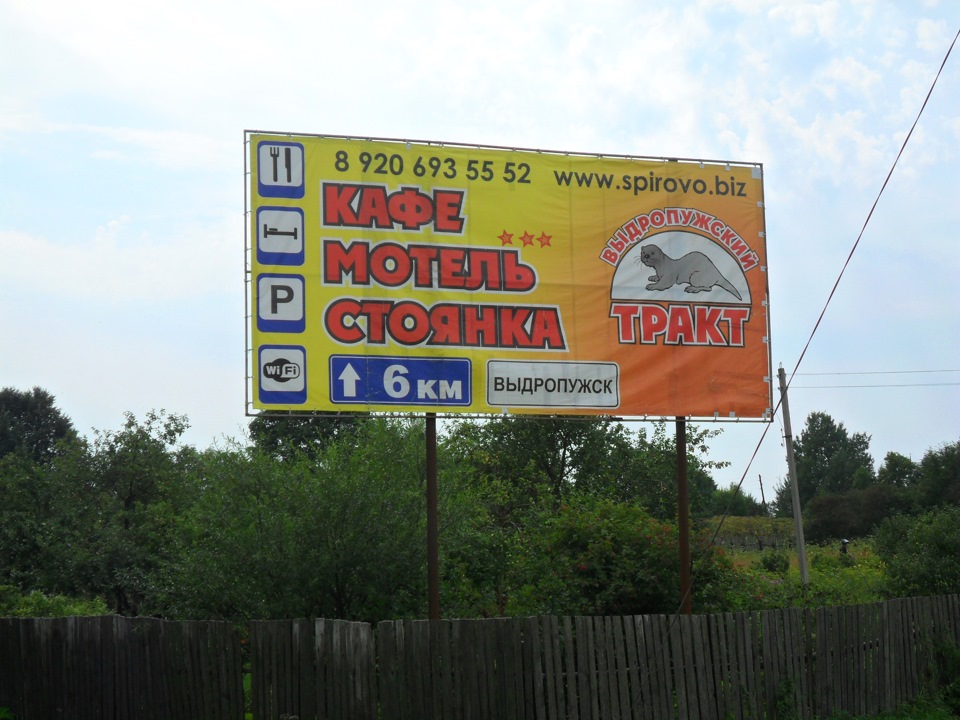 8 920 693 55 52 www.spirovo.biz
КАФЕ
МОТЕЛЬ
СТОЯНКА
P
WiFi
6 км
ВЫДРОПУЖСК
ВЫДРОПУЖСКИЙ
ТРАКТ